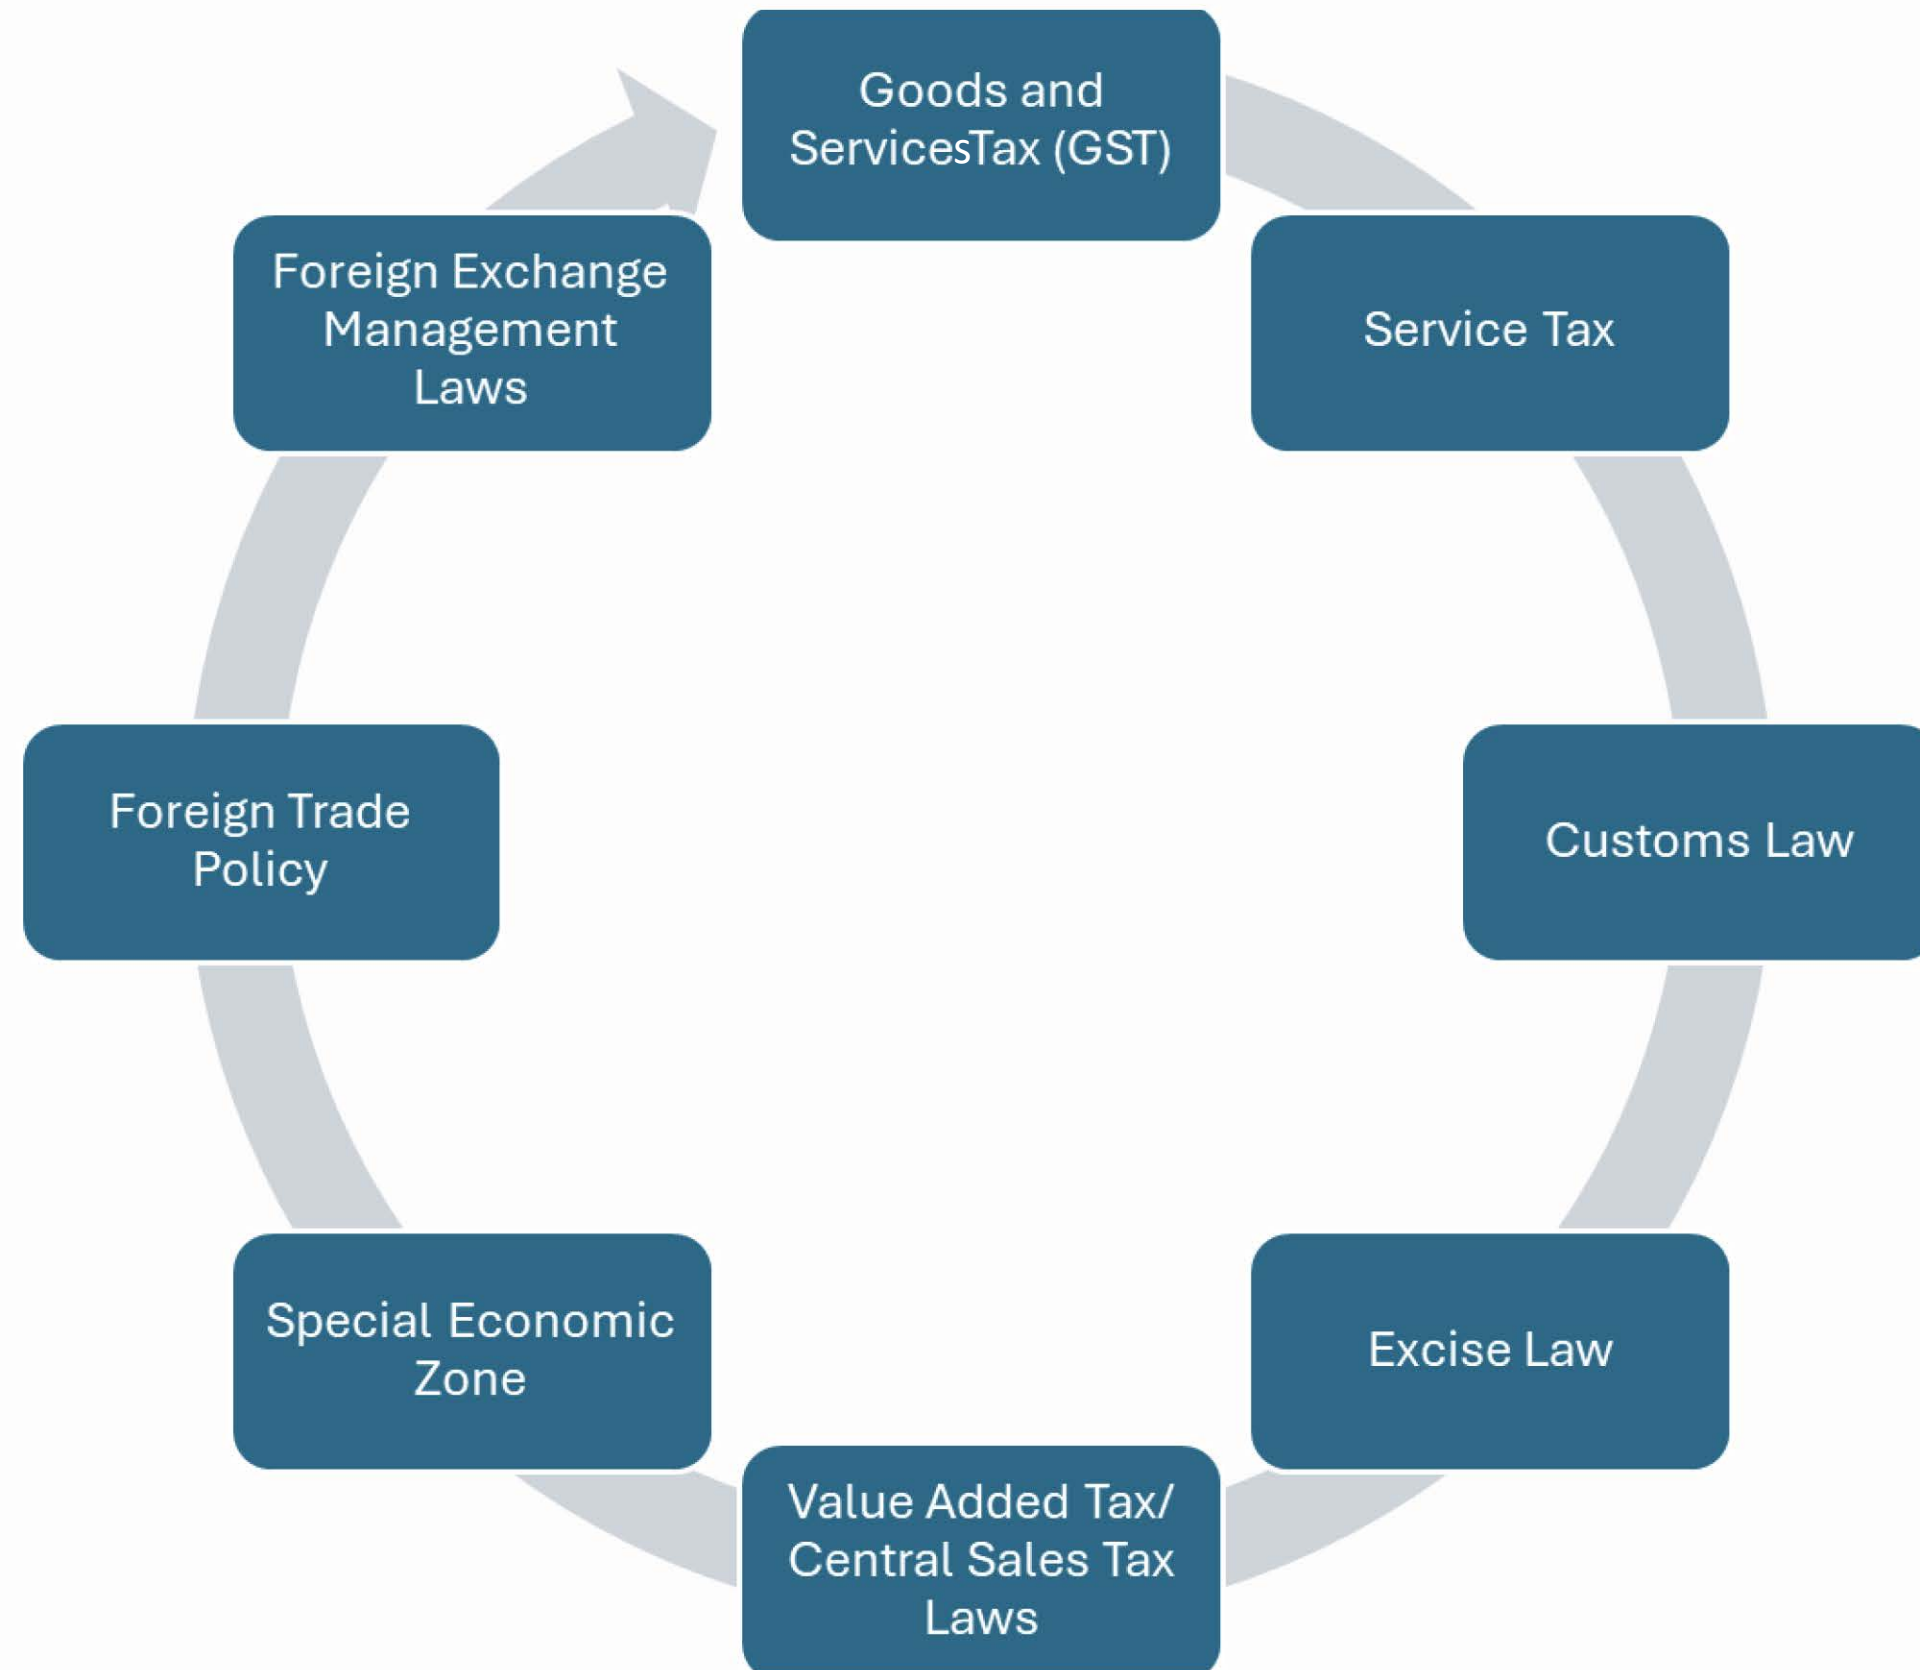 Goods and
ServicesTax (GST)
Service Tax
Customs Law
Excise Law
Value Added Tax/
Central Sales Tax
Laws
Special Economic
Zone
Foreign Trade
Policy
Foreign Exchange
Management
Laws